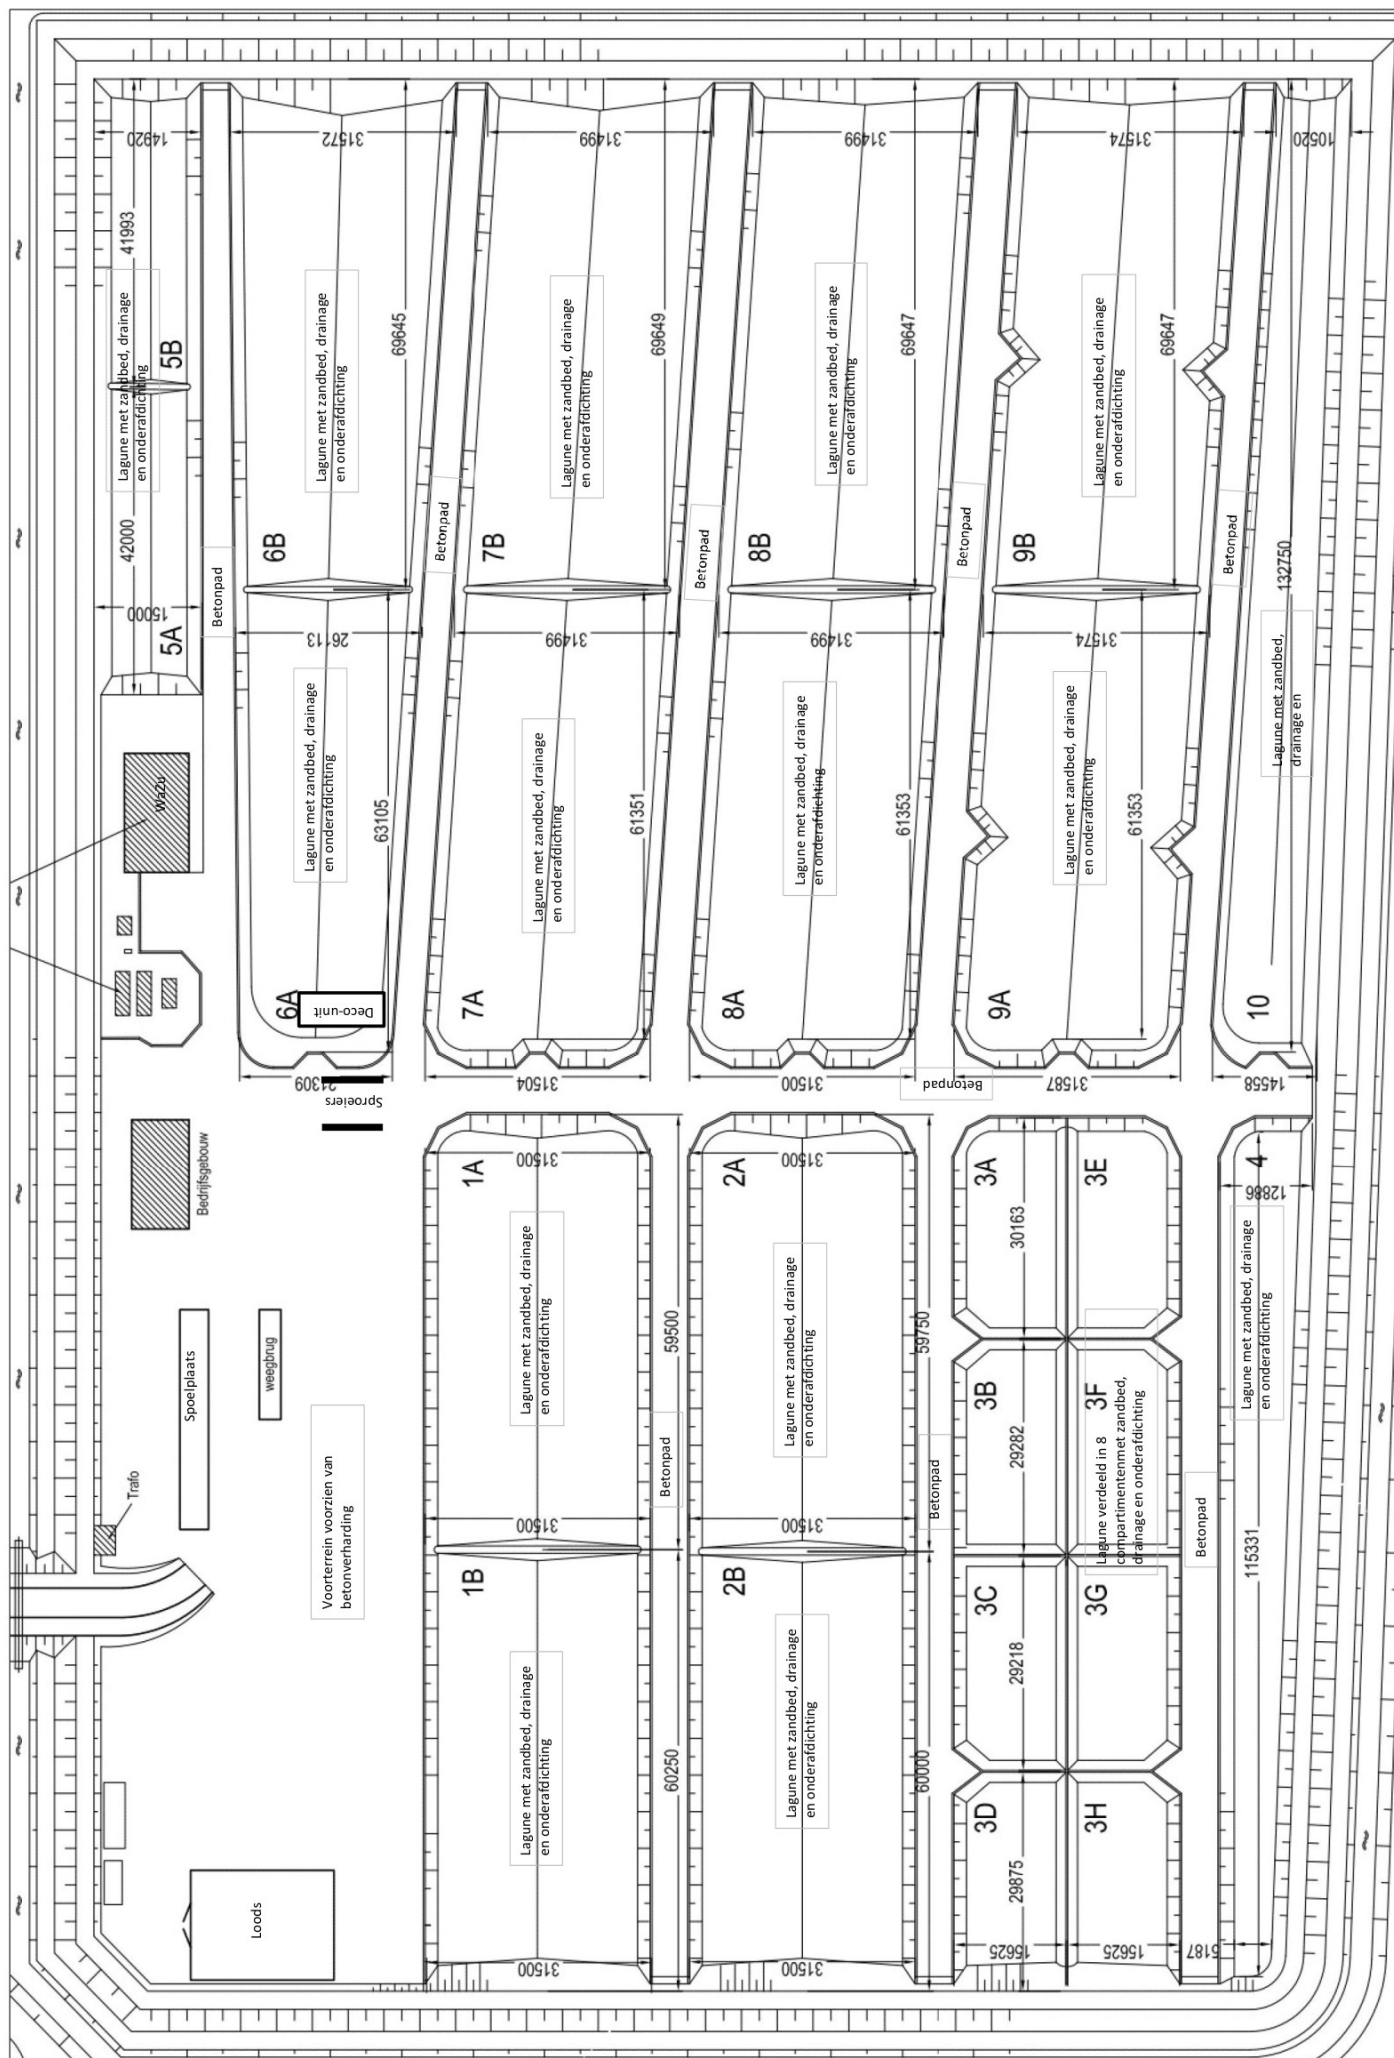 14920
31572
31499
31499
31574
10520
41993
Lagune met zandbed, drainage
en onderafdichting
5B
69645
69649
69647
69647
Lagune met zandbed, drainage
en onderafdichting
Lagune met zandbed, drainage
en onderafdichting
Lagune met zandbed, drainage
en onderafdichting
Lagune met zandbed, drainage
en onderafdichting
42000
Betonpad
6B
Betonpad
7B
Betonpad
8B
Betonpad
9B
Betonpad
132750
15000
5A
26113
31499
31499
31574
Lagune met zandbed, drainage
en onderafdichting
Lagune met zandbed, drainage
en onderafdichting
Lagune met zandbed, drainage
en onderafdichting
Lagune met zandbed, drainage
en onderafdichting
Lagune met zandbed,
drainage en
WaZu
63105
61351
61353
61353
6A
Deco-unit
7A
8A
9A
10
21309
31504
31500
Betonpad
31587
14558
Sproeiers
Bedrijfsgebouw
1A
31500
2A
31500
3A
3E
4
12886
30163
Lagune met zandbed, drainage
en onderafdichting
Lagune met zandbed, drainage
en onderafdichting
Lagune met zandbed, drainage
en onderafdichting
59500
59750
Spoelplaats
weegbrug
3B
3F
29282
Lagune verdeeld in 8
compartimentenmet zandbed,
drainage en onderafdichting
Trafo
Voorterrein voorzien van
betonverharding
Betonpad
Betonpad
Betonpad
31500
31500
1B
2B
3C
3G
115331
29218
Lagune met zandbed, drainage
en onderafdichting
Lagune met zandbed, drainage
en onderafdichting
60250
60000
3D
3H
29875
Loods
31500
31500
15625
15625
5187